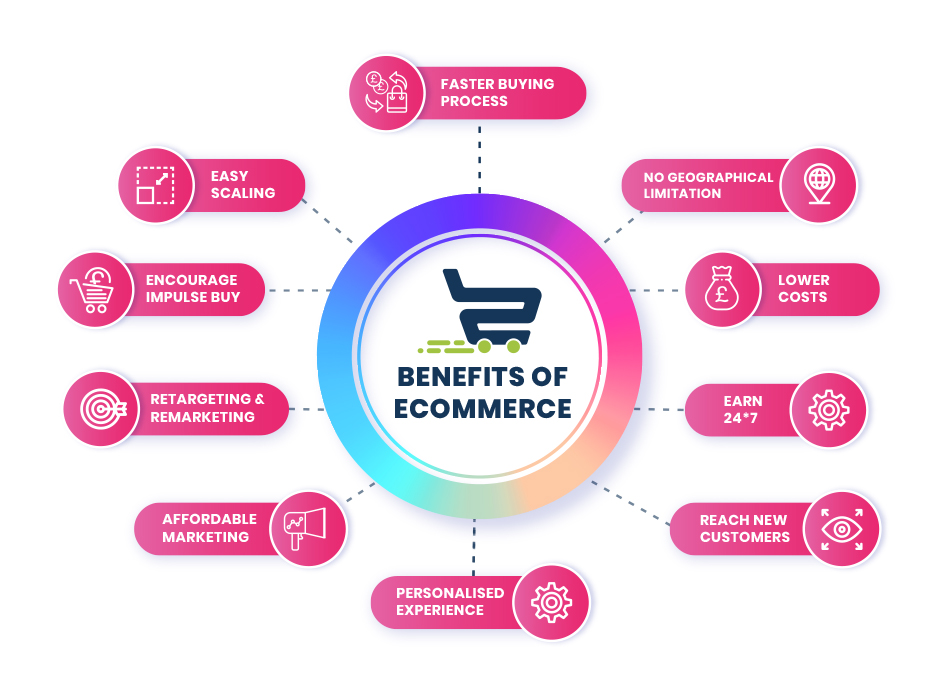 FASTER BUYING
PROCESS
EASY
SCALING
NO GEOGRAPHICAL
LIMITATION
ENCOURAGE
IMPULSE BUY
LOWER
COSTS
BENEFITS OF
ECOMMERCE
RETARGETING &
REMARKETING
EARN
24*7
AFFORDABLE
MARKETING
REACH NEW
CUSTOMERS
PERSONALISED
EXPERIENCE